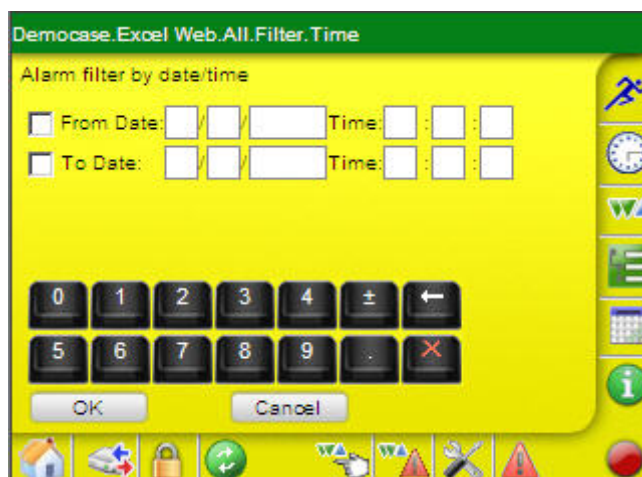 Democase.Excel Web.All.Filter.Time
Alarm filter by date/time
From Date: / / Time: : :
To Date: / / Time: : :
0 1 2 3 4 ± ←
5 6 7 8 9 . X
OK Cancel